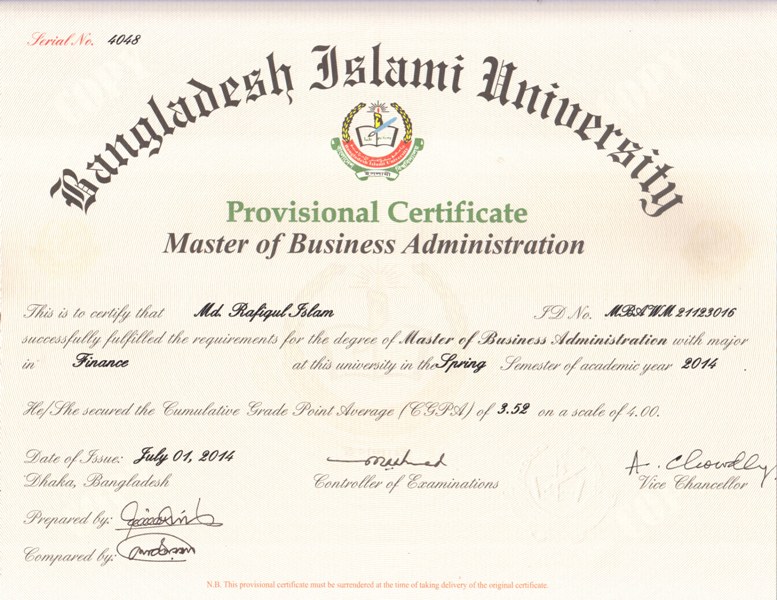 Serial No. 4048
Bangladesh Islami University
Provisional Certificate
Master of Business Administration
This is to certify that Md. Rafiqul Islam ID No. MBAWM 21123016
successfully fulfilled the requirements for the degree of Master of Business Administration with major
in Finance at this university in the Spring Semester of academic year 2014 .
He/She secured the Cumulative Grade Point Average (CGPA) of 3.52 on a scale of 4.00.
Date of Issue: July 01, 2014
Dhaka, Bangladesh
Controller of Examinations
A. Chowdhy
Vice Chancellor
Prepared by:
Compared by:
N.B. This provisional certificate must be surrendered at the time of taking delivery of the original certificate.